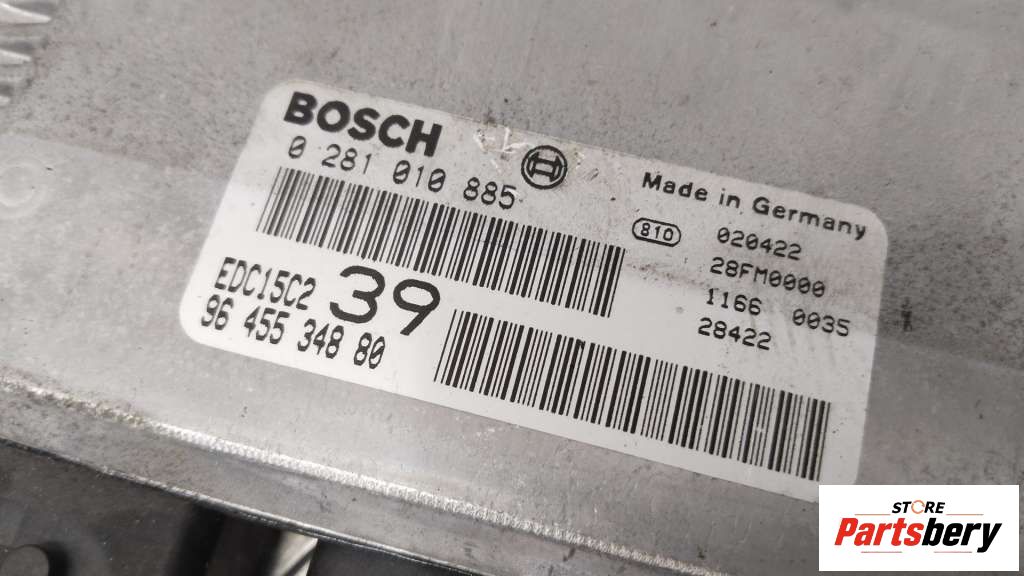 BOSCH
0 281 010 885
Made in Germany
810
020422
28FM0000
1166 0035
28422
EDC15C2
39
96 455 348 80
STORE
Partsbery